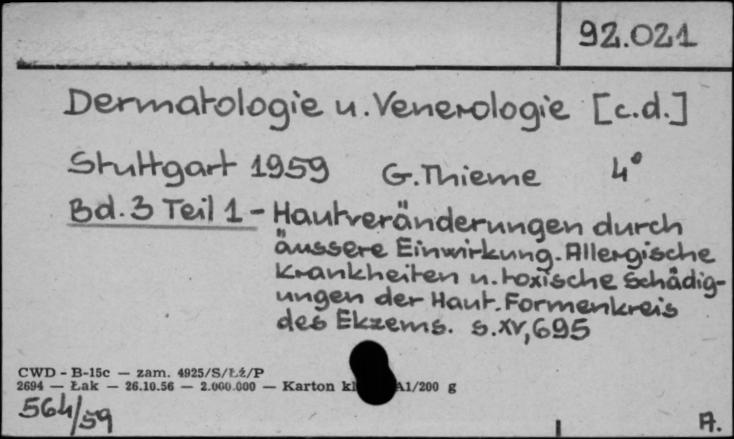 92.021
Dermatologie u. Venerologie [c.d.]
Stuttgart 1959 G. Thieme 4°
Bd. 3 Teil 1 - Hautveränderungen durch
äussere Einwirkung. Allergische
Krankheiten u. toxische Schädig-
ungen der Haut. Formenkreis
des Ekzems. s. XV, 695
CWD - B-15c — zam. 4925/S/Łź/P
2694 — Łak — 26.10.56 — 2.000.000 — Karton A1/200 g
564/59
A.